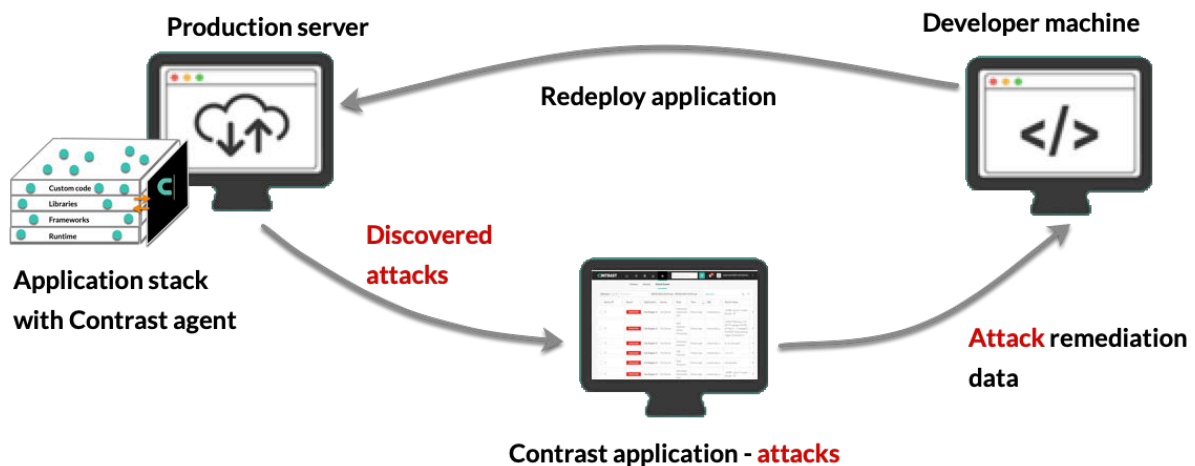 Production server
Developer machine
Redeploy application
Custom code
Libraries
Frameworks
Runtime
Discovered
attacks
Application stack
with Contrast agent
CONTRAST
Attack remediation
data
Contrast application - attacks